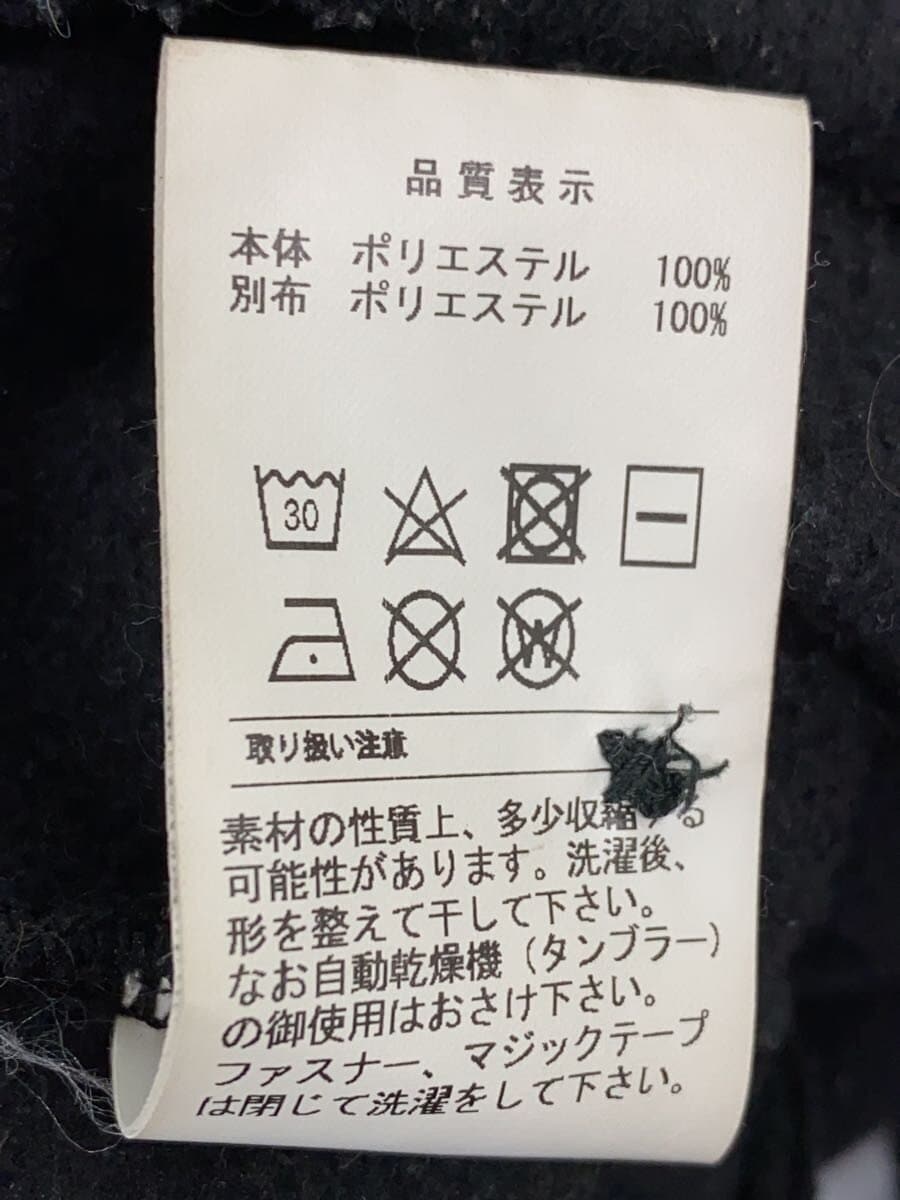 品質表示
本体 ポリエステル 100%
別布 ポリエステル 100%
30
W
取り扱い注意
素材の性質上、多少収縮する
可能性があります。洗濯後、
形を整えて干して下さい。
なお自動乾燥機(タンブラー)
の御使用はおさけ下さい。
ファスナー、マジックテープ
は閉じて洗濯をして下さい。